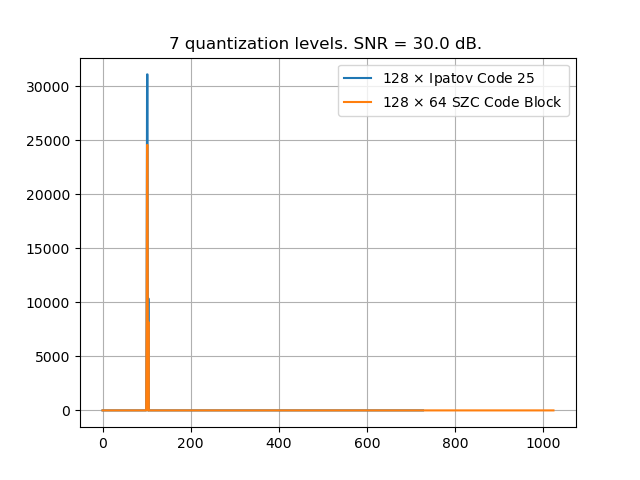 7 quantization levels. SNR = 30.0 dB.
128 × Ipatov Code 25
128 × 64 SZC Code Block
30000
25000
20000
15000
10000
5000
0
0 200 400 600 800 1000